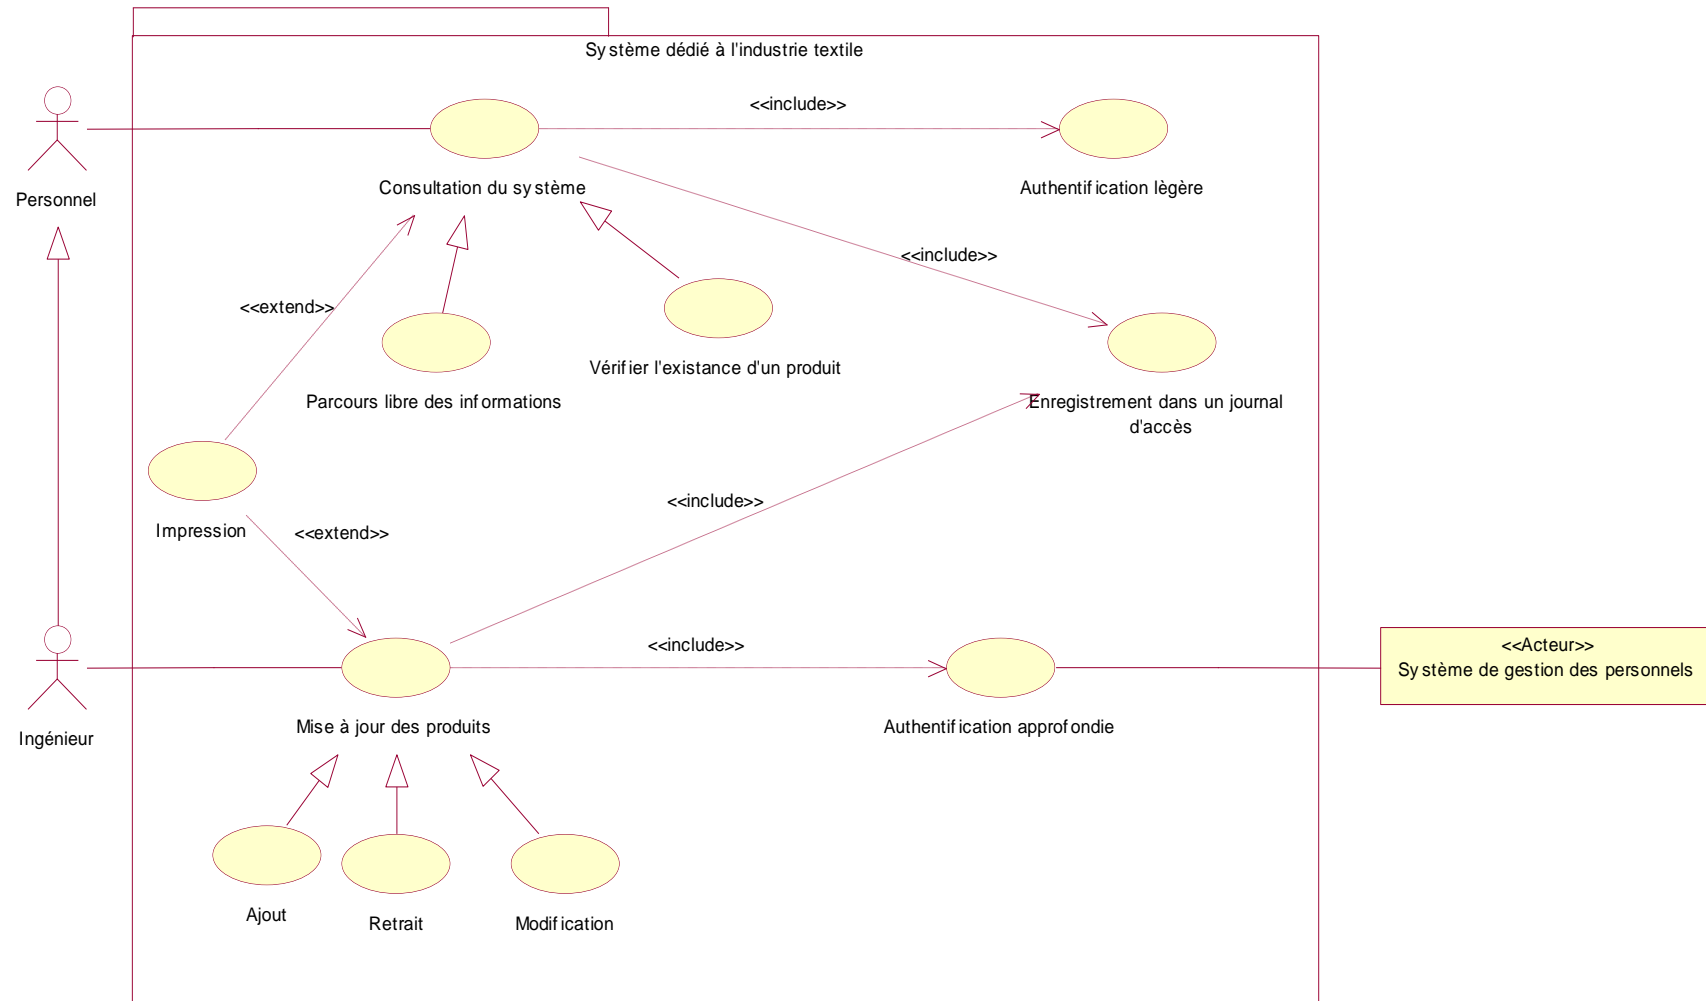 Système dédié à l'industrie textile
<<include>>
Consultation du système
Authentification lègère
Personnel
<<include>>
<<extend>>
Vérifier l'existance d'un produit
Parcours libre des informations
Enregistrement dans un journal
d'accès
<<include>>
Impression
<<extend>>
<<include>>
<<Acteur>>
Système de gestion des personnels
Mise à jour des produits
Authentification approfondie
Ingénieur
Ajout
Retrait
Modification